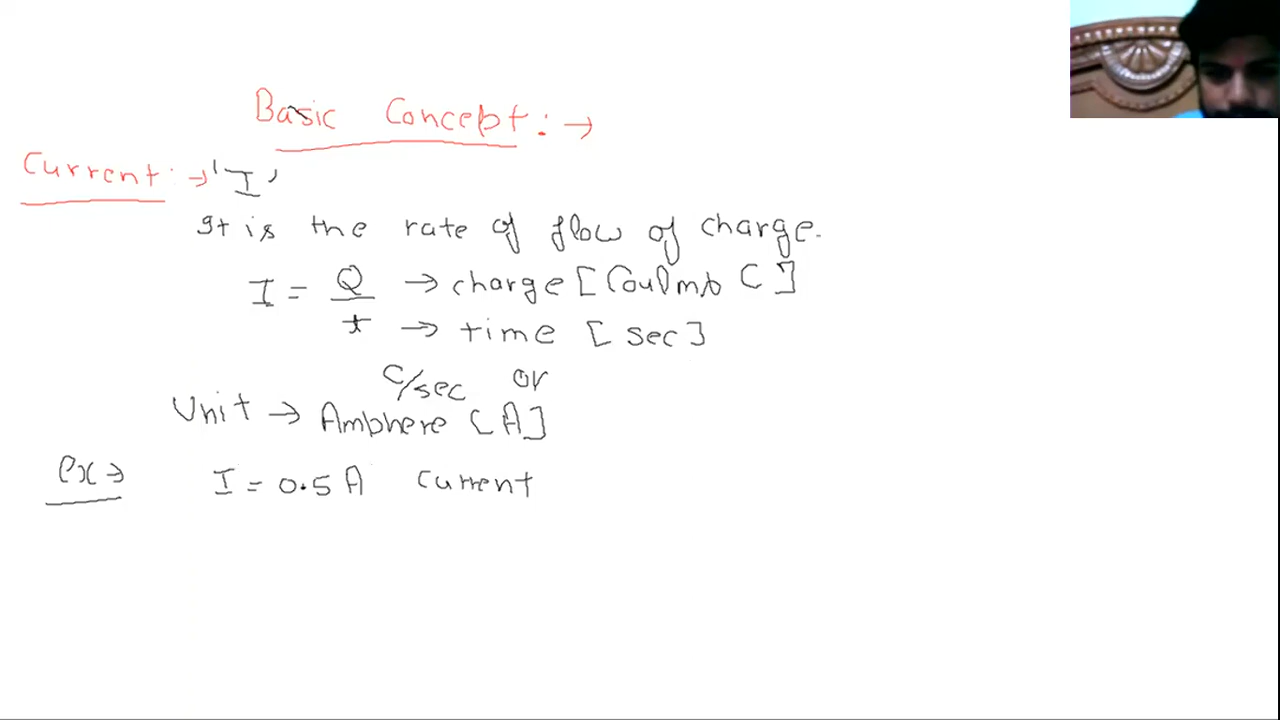 Basic Concept :→
Current :→ 'I'
It is the rate of flow of charge.
I = Q/t → charge [Coulmb C]
→ time [sec]
C/sec or
Unit → Amphere [A]
ex → I = 0.5 A current